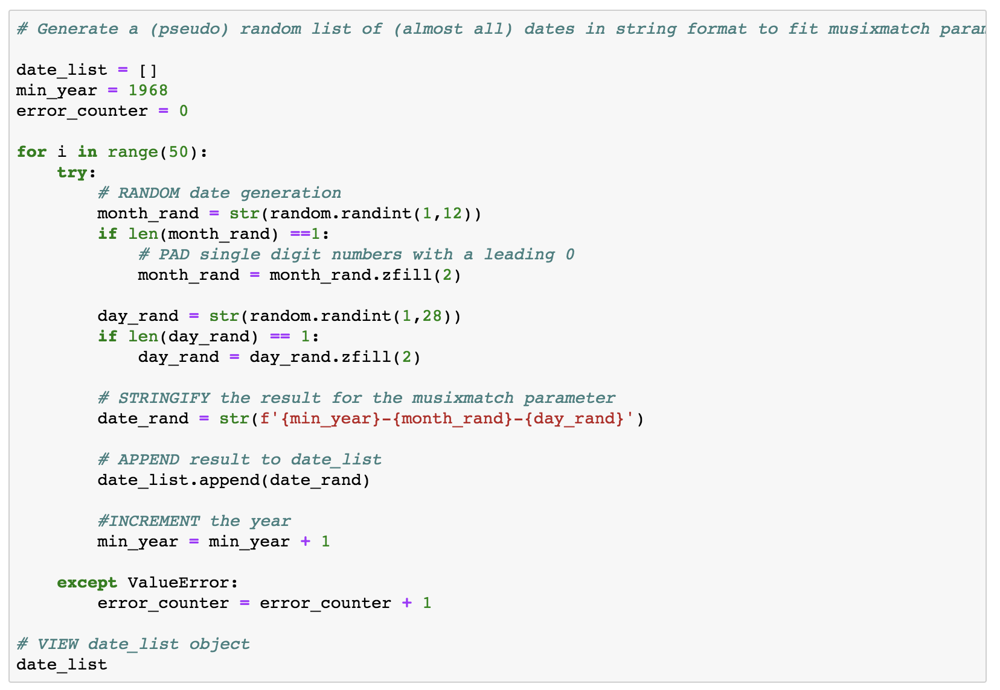 # Generate a (pseudo) random list of (almost all) dates in string format to fit musixmatch param
date_list = []
min_year = 1968
error_counter = 0
for i in range(50):
    try:
        # RANDOM date generation
        month_rand = str(random.randint(1,12))
        if len(month_rand) ==1:
            # PAD single digit numbers with a leading 0
            month_rand = month_rand.zfill(2)
        day_rand = str(random.randint(1,28))
        if len(day_rand) == 1:
            day_rand = day_rand.zfill(2)
        # STRINGIFY the result for the musixmatch parameter
        date_rand = str(f'{min_year}-{month_rand}-{day_rand}')
        # APPEND result to date_list
        date_list.append(date_rand)
        #INCREMENT the year
        min_year = min_year + 1
    except ValueError:
        error_counter = error_counter + 1
# VIEW date_list object
date_list